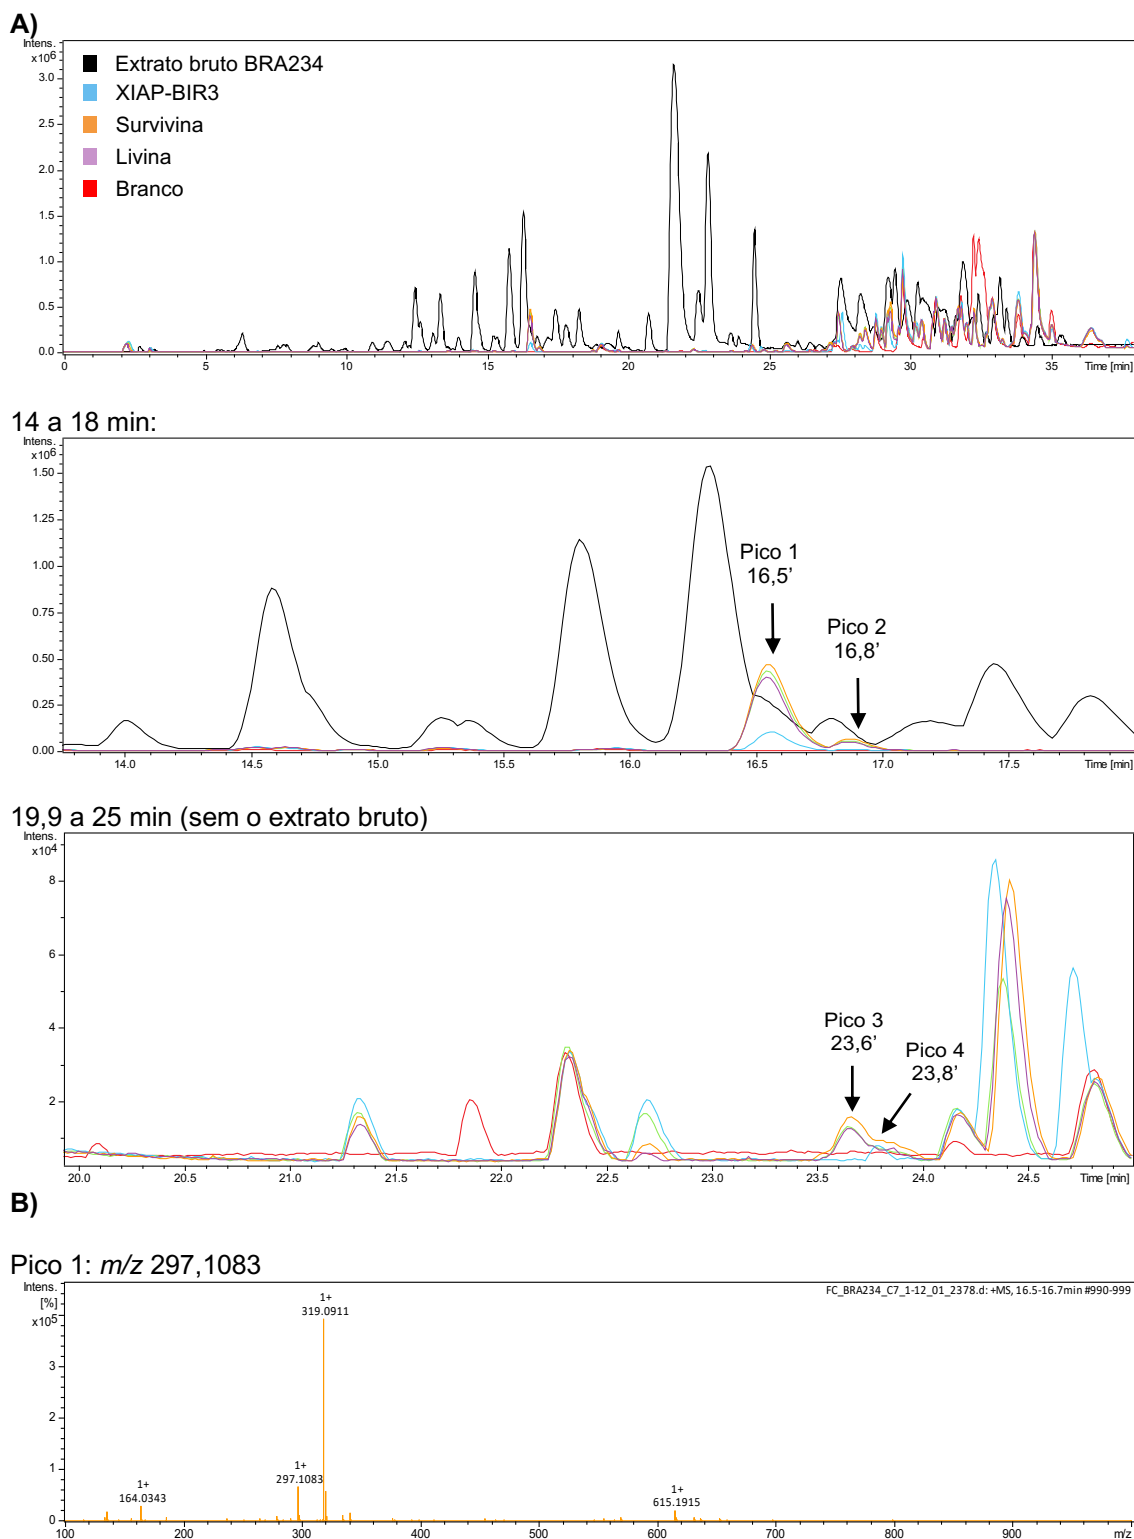 A)
Intens.
x10⁶
Extrato bruto BRA234
XIAP-BIR3
Survivina
Livina
Branco
3.0
2.5
2.0
1.5
1.0
0.5
0.0
0 5 10 15 20 25 30 35 Time [min]
14 a 18 min:
Intens.
x10⁶
1.50
1.25
1.00
0.75
0.50
0.25
0.00
Pico 1
16,5’
Pico 2
16,8’
14.0 14.5 15.0 15.5 16.0 16.5 17.0 17.5 Time [min]
19,9 a 25 min (sem o extrato bruto)
Intens.
x10⁴
8
6
4
2
Pico 3
23,6’
Pico 4
23,8’
20.0 20.5 21.0 21.5 22.0 22.5 23.0 23.5 24.0 24.5 Time [min]
B)
Pico 1: m/z 297,1083
Intens.
[%]
x10⁵
FC_BRA234_C7_1-12_01_2378.d: +MS, 16.5-16.7min #990-999
3
2
1
0
1+
319.0911
1+
297.1083
1+
164.0343
1+
615.1915
100 200 300 400 500 600 700 800 900 m/z